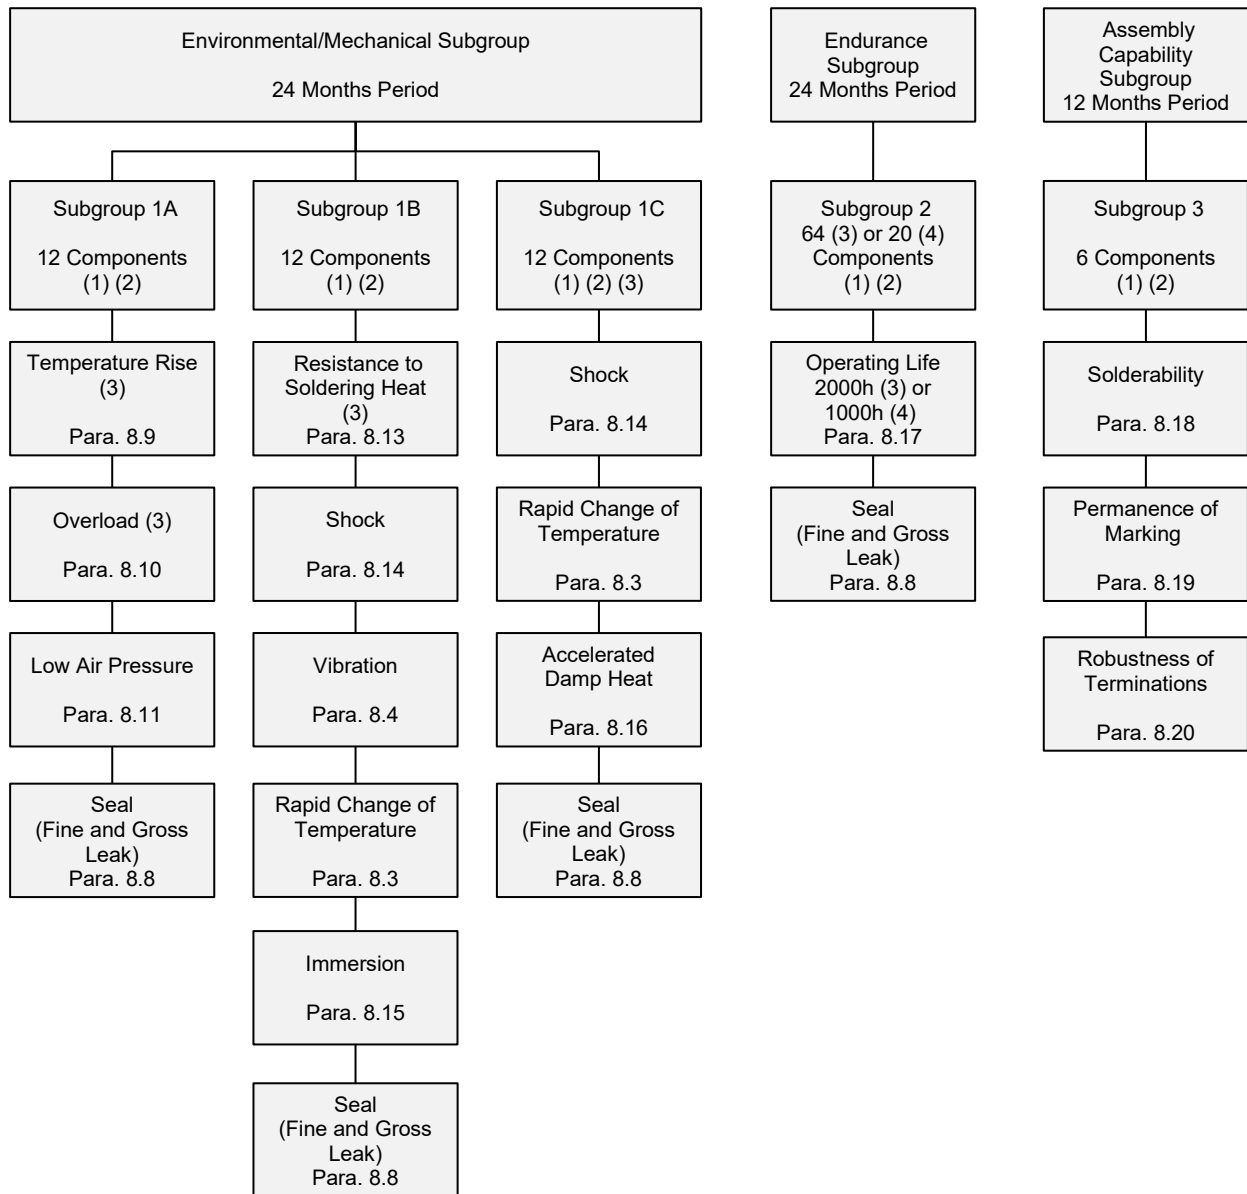 Environmental/Mechanical Subgroup
24 Months Period
Endurance
Subgroup
24 Months Period
Assembly
Capability
Subgroup
12 Months Period
Subgroup 1A
12 Components
(1) (2)
Subgroup 1B
12 Components
(1) (2)
Subgroup 1C
12 Components
(1) (2) (3)
Subgroup 2
64 (3) or 20 (4)
Components
(1) (2)
Subgroup 3
6 Components
(1) (2)
Temperature Rise
(3)
Para. 8.9
Resistance to
Soldering Heat
(3)
Para. 8.13
Shock
Para. 8.14
Operating Life
2000h (3) or
1000h (4)
Para. 8.17
Solderability
Para. 8.18
Overload (3)
Para. 8.10
Shock
Para. 8.14
Rapid Change of
Temperature
Para. 8.3
Seal
(Fine and Gross
Leak)
Para. 8.8
Permanence of
Marking
Para. 8.19
Low Air Pressure
Para. 8.11
Vibration
Para. 8.4
Accelerated
Damp Heat
Para. 8.16
Robustness of
Terminations
Para. 8.20
Seal
(Fine and Gross
Leak)
Para. 8.8
Rapid Change of
Temperature
Para. 8.3
Seal
(Fine and Gross
Leak)
Para. 8.8
Immersion
Para. 8.15
Seal
(Fine and Gross
Leak)
Para. 8.8